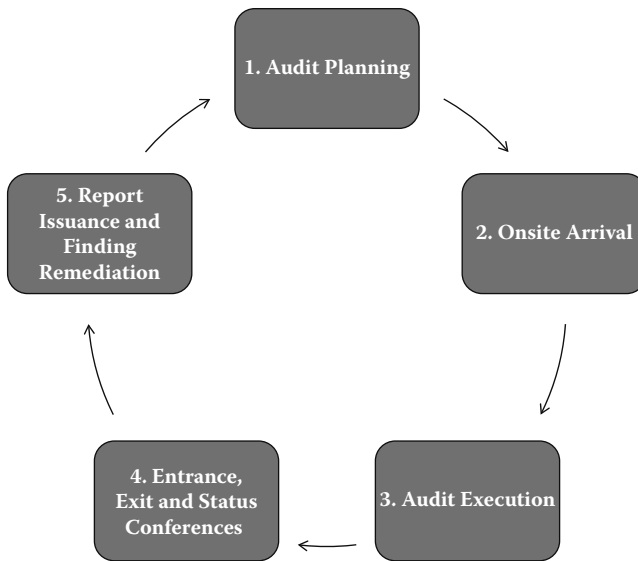 1. Audit Planning
2. Onsite Arrival
3. Audit Execution
4. Entrance,
Exit and Status
Conferences
5. Report
Issuance and
Finding
Remediation